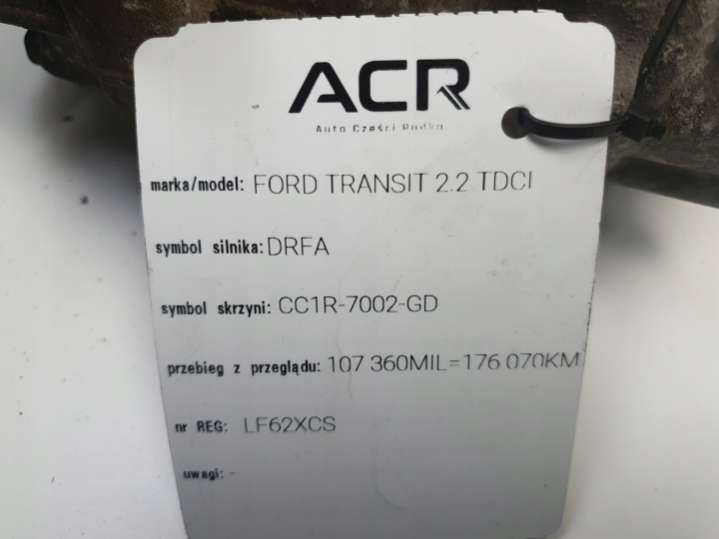 ACR
Auto Części Rudka
marka/model: FORD TRANSIT 2.2 TDCI
symbol silnika: DRFA
symbol skrzyni: CC1R-7002-GD
przebieg z przeglądu: 107 360MIL=176 070KM
nr REG: LF62XCS
uwagi: -